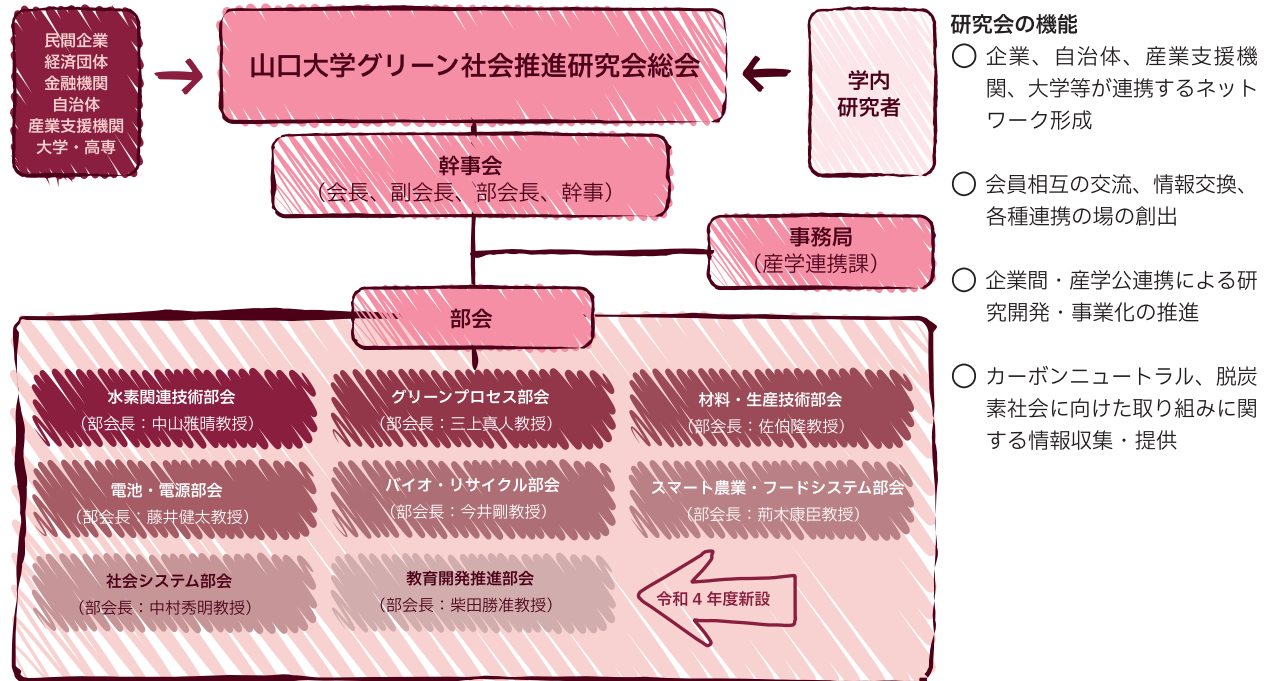 民間企業
経済団体
金融機関
自治体
産業支援機関
大学・高専
山口大学グリーン社会推進研究会総会
学内
研究者
幹事会
（会長、副会長、部会長、幹事）
事務局
（産学連携課）
部会
水素関連技術部会
（部会長：中山雅晴教授）
グリーンプロセス部会
（部会長：三上真人教授）
材料・生産技術部会
（部会長：佐伯隆教授）
電池・電源部会
（部会長：藤井健太教授）
バイオ・リサイクル部会
（部会長：今井剛教授）
スマート農業・フードシステム部会
（部会長：荊木康臣教授）
社会システム部会
（部会長：中村秀明教授）
教育開発推進部会
（部会長：柴田勝准教授）
令和 4 年度新設
研究会の機能
○ 企業、自治体、産業支援機
関、大学等が連携するネット
ワーク形成
○ 会員相互の交流、情報交換、
各種連携の場の創出
○ 企業間・産学公連携による研
究開発・事業化の推進
○ カーボンニュートラル、脱炭
素社会に向けた取り組みに関
する情報収集・提供